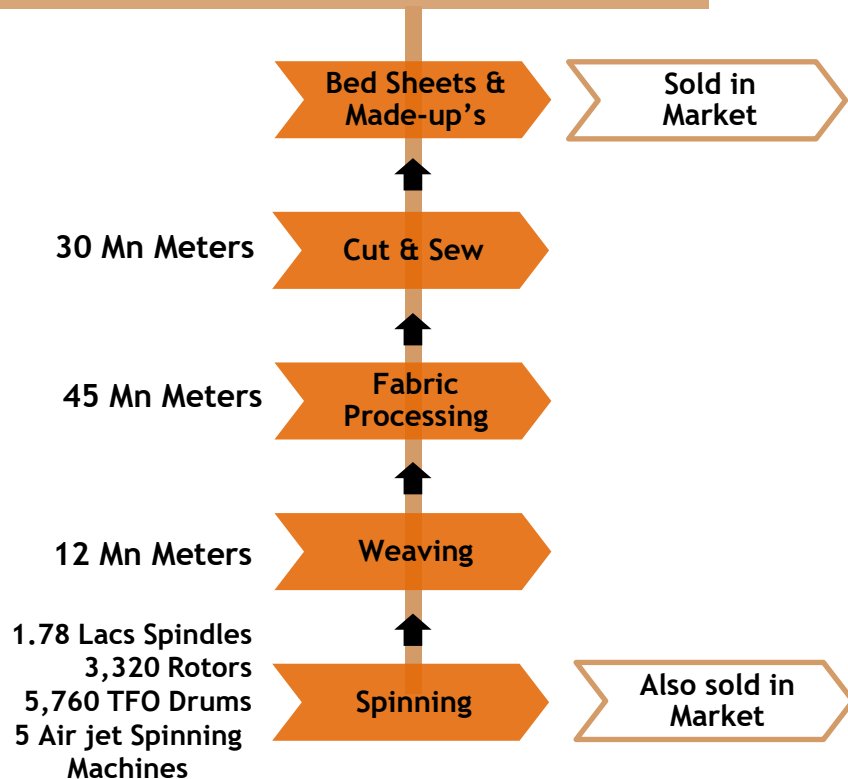 Bed Sheets &
Made-up’s
Sold in
Market
30 Mn Meters
Cut & Sew
45 Mn Meters
Fabric
Processing
12 Mn Meters
Weaving
1.78 Lacs Spindles
3,320 Rotors
5,760 TFO Drums
5 Air jet Spinning
Machines
Spinning
Also sold in
Market